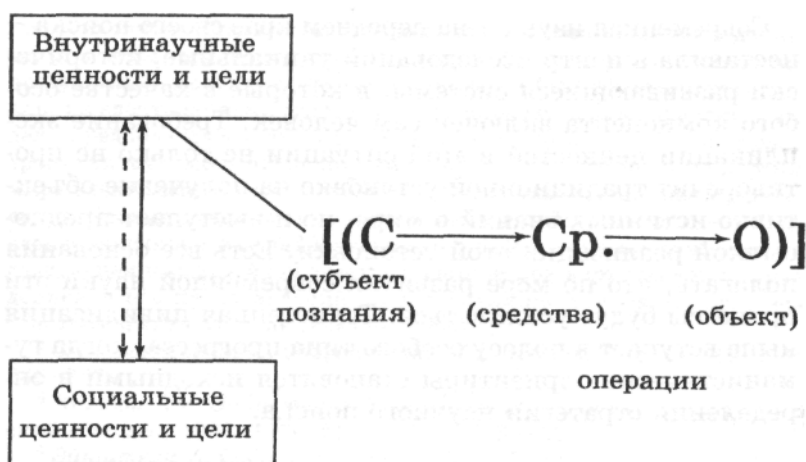 Внутринаучные
ценности и цели
[(С Ср. О)]
(субъект
познания) (средства) (объект)
операции
Социальные
ценности и цели